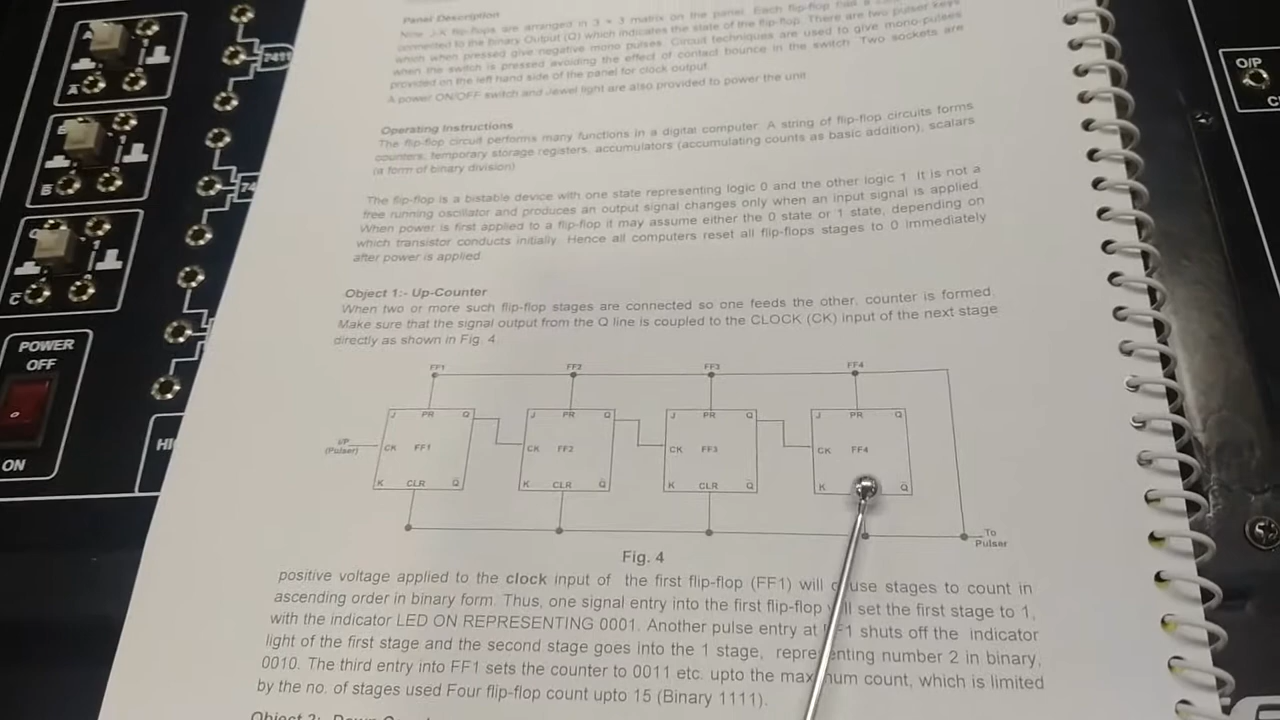 Panel Description
Nine J-K flip-flops are arranged in 3 × 3 matrix on the panel. Each flip-flop has a
connected to the binary Output (Q) which indicates the state of the flip-flop. There are two pulser keys
which when pressed give negative mono pulses. Circuit techniques are used to give mono-pulses
when the switch is pressed avoiding the effect of contact bounce in the switch. Two sockets are
provided on the left hand side of the panel for clock output.
A power ON/OFF switch and Jewel light are also provided to power the unit.
Operating Instructions
The flip-flop circuit performs many functions in a digital computer. A string of flip-flop circuits forms
counters, temporary storage registers, accumulators (accumulating counts as basic addition), scalars
(a form of binary division)
The flip-flop is a bistable device with one state representing logic 0 and the other logic 1. It is not a
free running oscillator and produces an output signal changes only when an input signal is applied.
When power is first applied to a flip-flop it may assume either the 0 state or 1 state, depending on
which transistor conducts initially. Hence all computers reset all flip-flops stages to 0 immediately
after power is applied.
Object 1:- Up-Counter
When two or more such flip-flop stages are connected so one feeds the other, counter is formed.
Make sure that the signal output from the Q line is coupled to the CLOCK (CK) input of the next stage
directly as shown in Fig. 4.
FF1 FF2 FF3 FF4
J PR Q J PR Q J PR Q J PR Q
I/P
(Pulser)
CK FF1 CK FF2 CK FF3 CK FF4
K CLR Q̅ K CLR Q̅ K CLR Q̅ K Q̅
To
Pulser
Fig. 4
positive voltage applied to the clock input of the first flip-flop (FF1) will use stages to count in
ascending order in binary form. Thus, one signal entry into the first flip-flop will set the first stage to 1,
with the indicator LED ON REPRESENTING 0001. Another pulse entry at FF1 shuts off the indicator
light of the first stage and the second stage goes into the 1 stage, representing number 2 in binary,
0010. The third entry into FF1 sets the counter to 0011 etc. upto the maximum count, which is limited
by the no. of stages used Four flip-flop count upto 15 (Binary 1111).
Object 2:- Down
A
A̅
B
B̅
C̅
7491
74
POWER
OFF
ON
HI
O/P